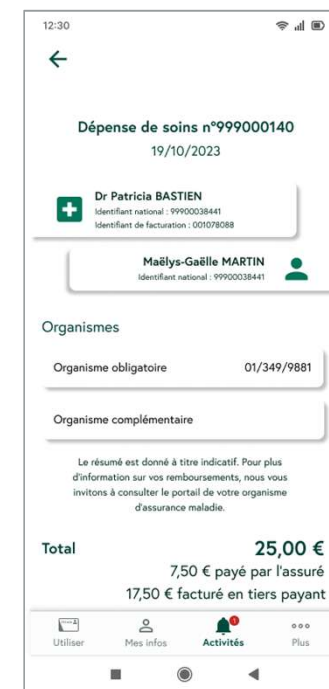 12:30
Dépense de soins n°999000140
19/10/2023
Dr Patricia BASTIEN
Identifiant national : 99900038441
Identifiant de facturation : 001078088
Maëlys-Gaëlle MARTIN
Identifiant national : 99900038441
Organismes
Organisme obligatoire 01/349/9881
Organisme complémentaire
Le résumé est donné à titre indicatif. Pour plus
d'information sur vos remboursements, nous vous
invitons à consulter le portail de votre organisme
d'assurance maladie.
Total 25,00 €
7,50 € payé par l'assuré
17,50 € facturé en tiers payant
Utiliser Mes infos Activités Plus